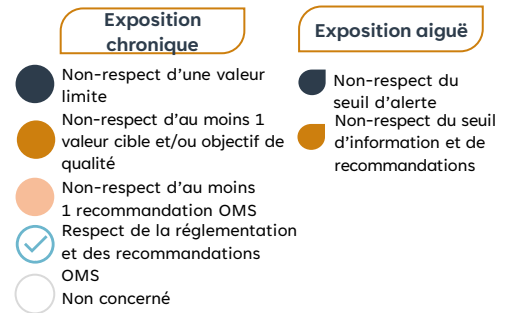 Exposition
chronique
Non-respect d'une valeur
limite
Non-respect d'au moins 1
valeur cible et/ou objectif de
qualité
Non-respect d'au moins
1 recommandation OMS
Respect de la réglementation
et des recommandations
OMS
Non concerné
Exposition aiguë
Non-respect du
seuil d'alerte
Non-respect du seuil
d'information et de
recommandations